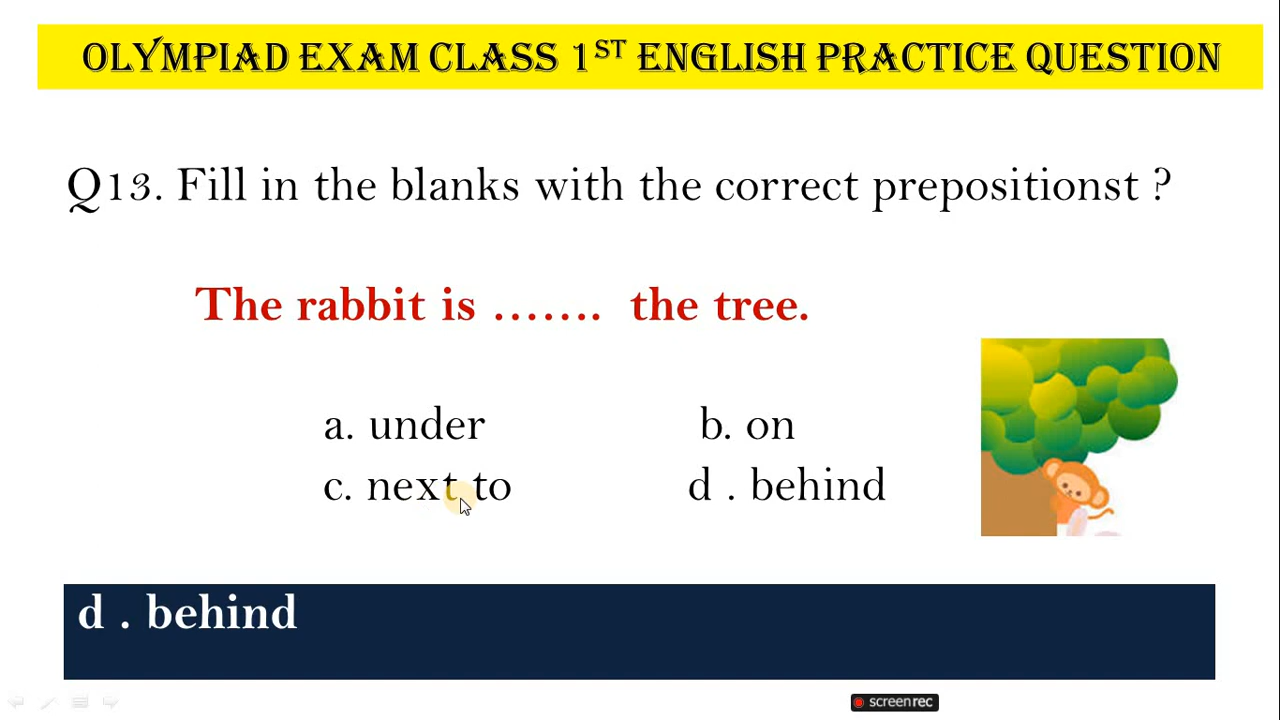 OLYMPIAD EXAM CLASS 1ST ENGLISH PRACTICE QUESTION
Q13. Fill in the blanks with the correct prepositionst ?
The rabbit is ....... the tree.
a. under b. on
c. next to d . behind
d . behind
screenrec